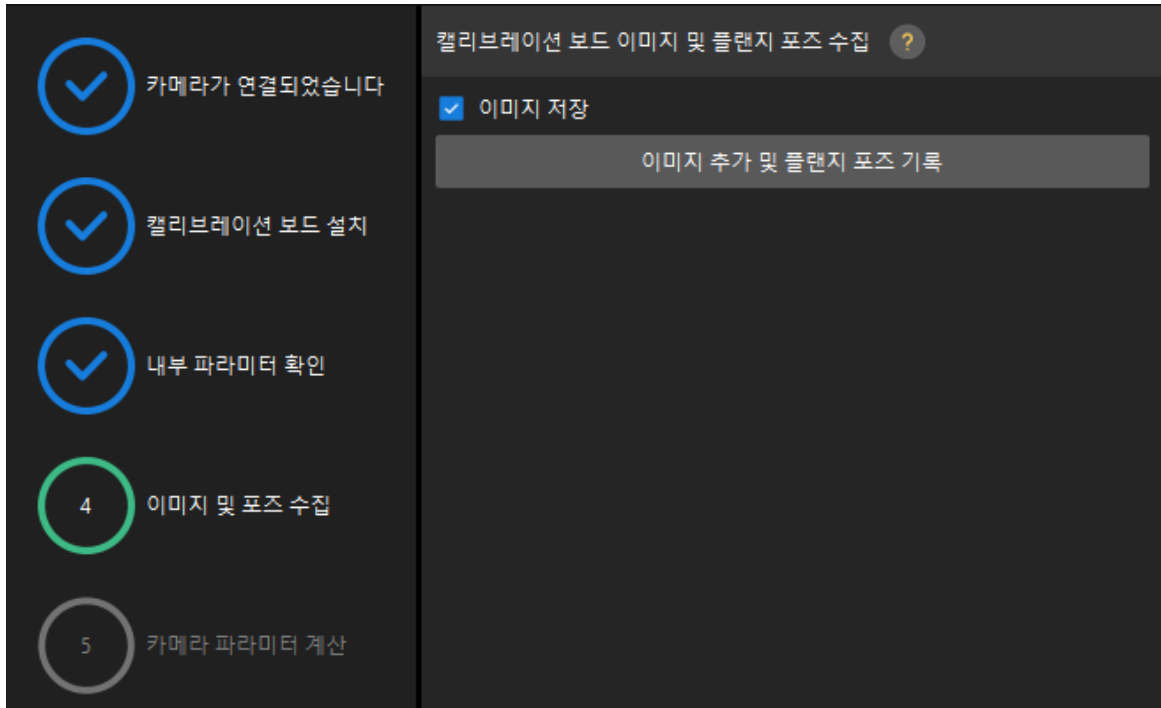 카메라가 연결되었습니다
캘리브레이션 보드 설치
내부 파라미터 확인
4
이미지 및 포즈 수집
5
카메라 파라미터 계산
캘리브레이션 보드 이미지 및 플랜지 포즈 수집 ?
이미지 저장
이미지 추가 및 플랜지 포즈 기록